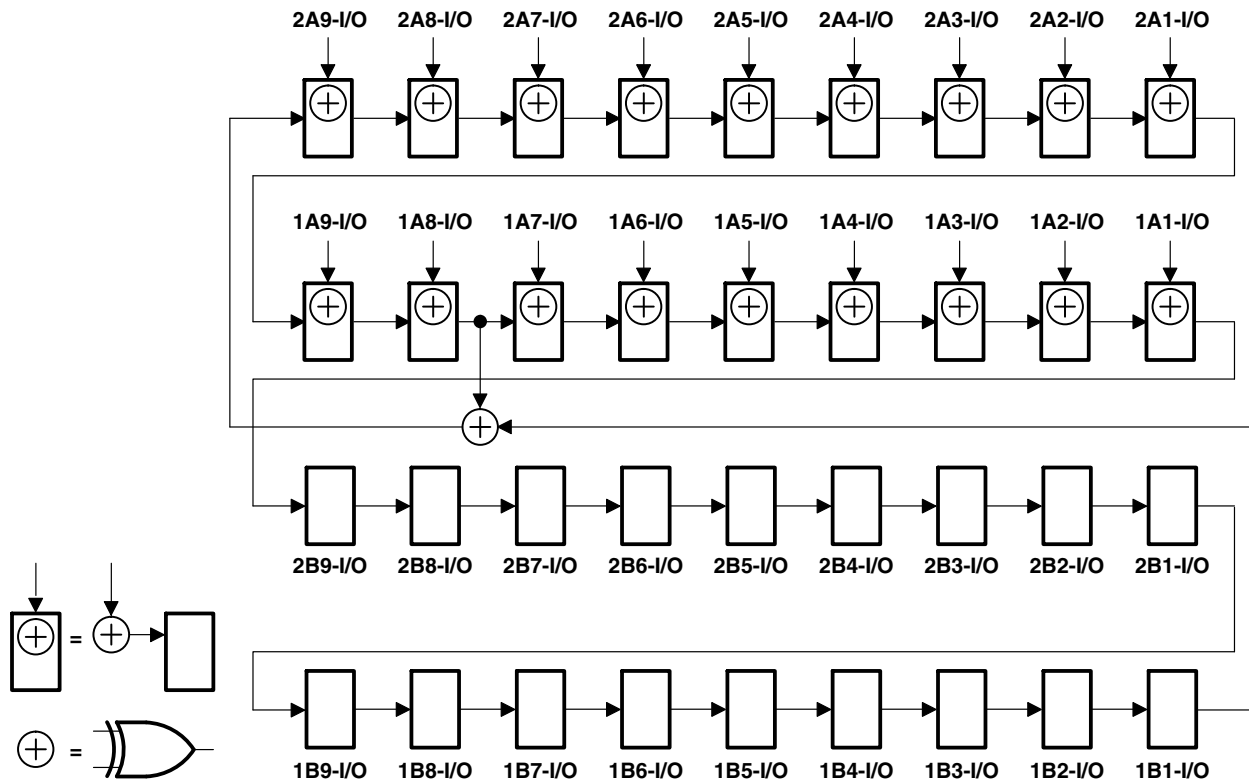 2A9-I/O 2A8-I/O 2A7-I/O 2A6-I/O 2A5-I/O 2A4-I/O 2A3-I/O 2A2-I/O 2A1-I/O
1A9-I/O 1A8-I/O 1A7-I/O 1A6-I/O 1A5-I/O 1A4-I/O 1A3-I/O 1A2-I/O 1A1-I/O
2B9-I/O 2B8-I/O 2B7-I/O 2B6-I/O 2B5-I/O 2B4-I/O 2B3-I/O 2B2-I/O 2B1-I/O
=
=
1B9-I/O 1B8-I/O 1B7-I/O 1B6-I/O 1B5-I/O 1B4-I/O 1B3-I/O 1B2-I/O 1B1-I/O